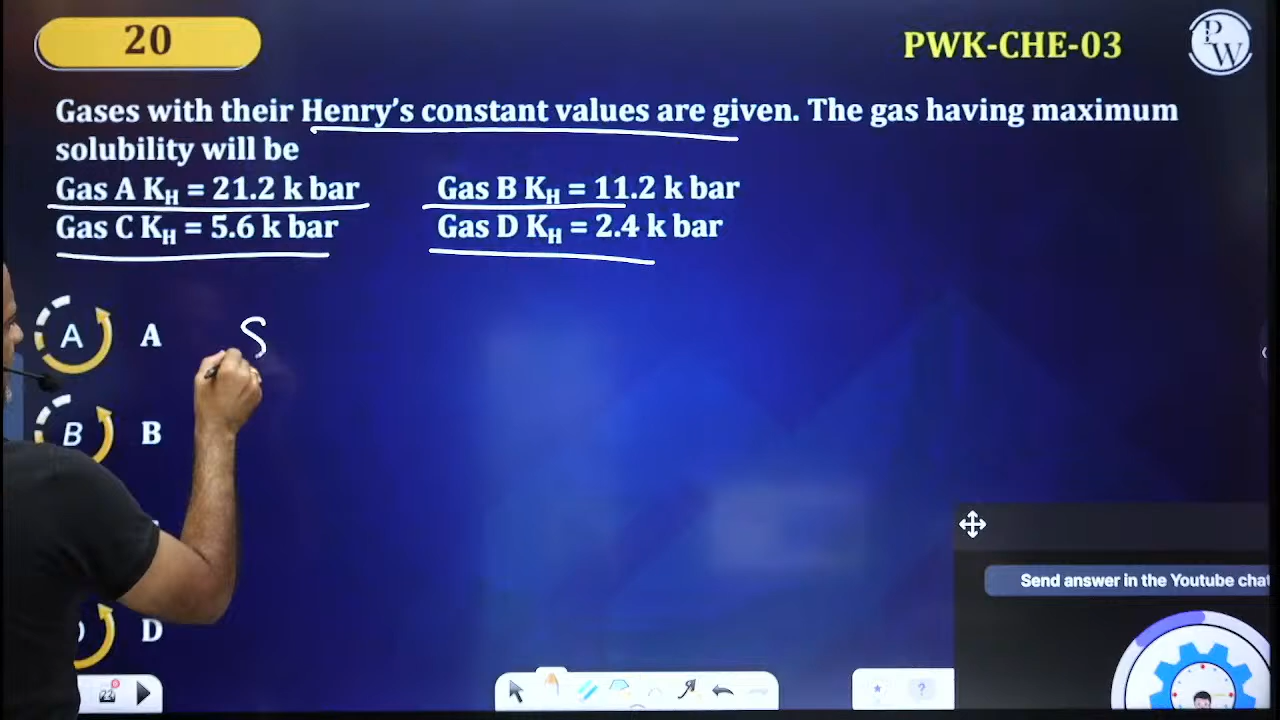 20
PWK-CHE-03
P
W
Gases with their Henry's constant values are given. The gas having maximum
solubility will be
Gas A K_H = 21.2 k bar Gas B K_H = 11.2 k bar
Gas C K_H = 5.6 k bar Gas D K_H = 2.4 k bar
A A
S
B B
D
Send answer in the Youtube chat
22
?